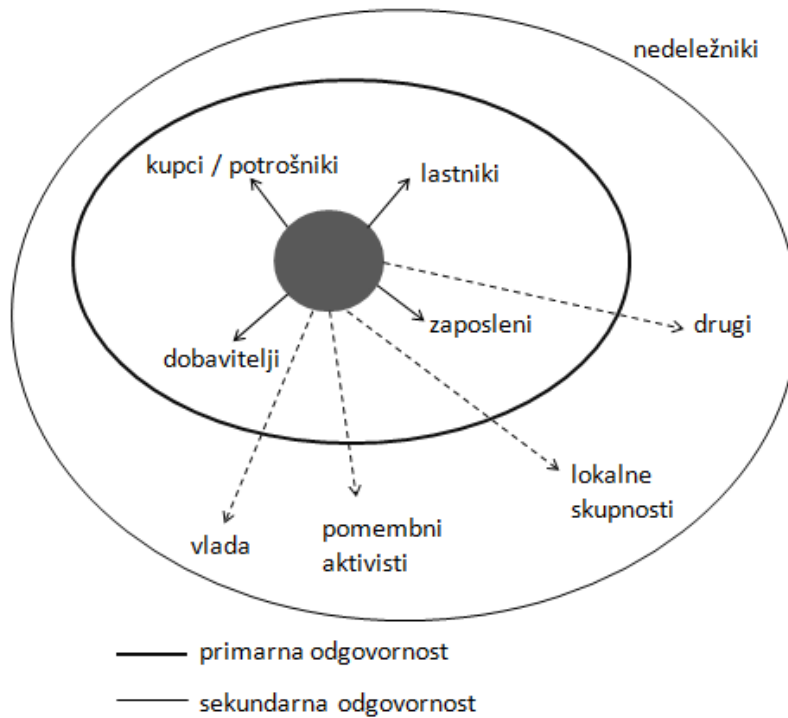 nedeležniki
kupci / potrošniki
lastniki
zaposleni
drugi
dobavitelji
lokalne
skupnosti
vlada
pomembni
aktivisti
primarna odgovornost
sekundarna odgovornost